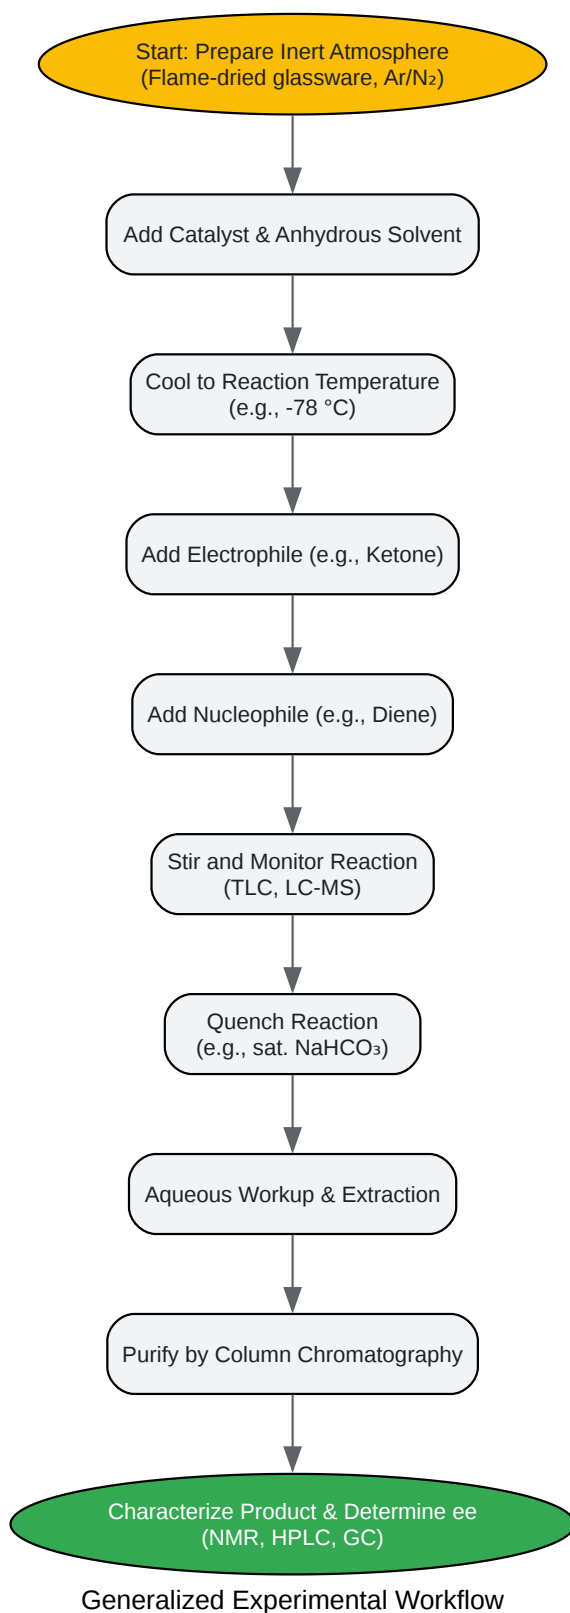 Start: Prepare Inert Atmosphere
(Flame-dried glassware, Ar/N₂)
Add Catalyst & Anhydrous Solvent
Cool to Reaction Temperature
(e.g., -78 °C)
Add Electrophile (e.g., Ketone)
Add Nucleophile (e.g., Diene)
Stir and Monitor Reaction
(TLC, LC-MS)
Quench Reaction
(e.g., sat. NaHCO₃)
Aqueous Workup & Extraction
Purify by Column Chromatography
Characterize Product & Determine ee
(NMR, HPLC, GC)
Generalized Experimental Workflow